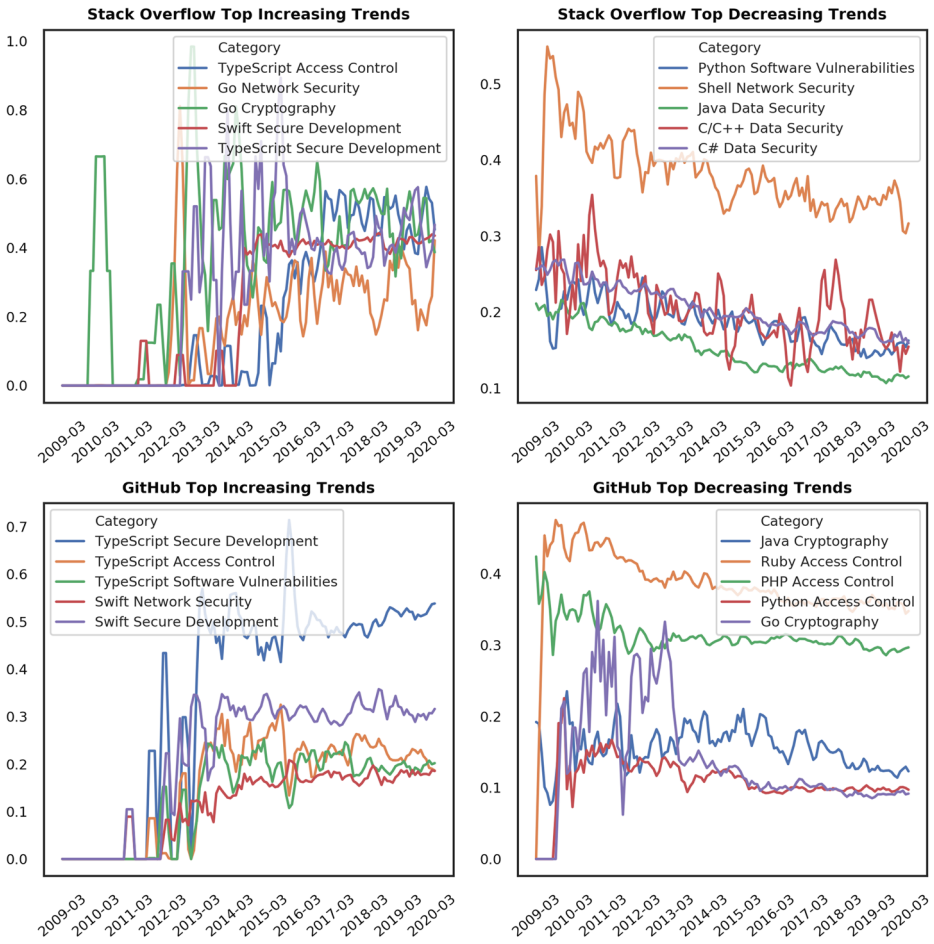 Stack Overflow Top Increasing Trends
1.0
0.8
0.6
0.4
0.2
0.0
Category
TypeScript Access Control
Go Network Security
Go Cryptography
Swift Secure Development
TypeScript Secure Development
2009-03
2010-03
2011-03
2012-03
2013-03
2014-03
2015-03
2016-03
2017-03
2018-03
2019-03
2020-03
Stack Overflow Top Decreasing Trends
0.5
0.4
0.3
0.2
0.1
Category
Python Software Vulnerabilities
Shell Network Security
Java Data Security
C/C++ Data Security
C# Data Security
2009-03
2010-03
2011-03
2012-03
2013-03
2014-03
2015-03
2016-03
2017-03
2018-03
2019-03
2020-03
GitHub Top Increasing Trends
0.7
0.6
0.5
0.4
0.3
0.2
0.1
0.0
Category
TypeScript Secure Development
TypeScript Access Control
TypeScript Software Vulnerabilities
Swift Network Security
Swift Secure Development
2009-03
2010-03
2011-03
2012-03
2013-03
2014-03
2015-03
2016-03
2017-03
2018-03
2019-03
2020-03
GitHub Top Decreasing Trends
0.4
0.3
0.2
0.1
0.0
Category
Java Cryptography
Ruby Access Control
PHP Access Control
Python Access Control
Go Cryptography
2009-03
2010-03
2011-03
2012-03
2013-03
2014-03
2015-03
2016-03
2017-03
2018-03
2019-03
2020-03